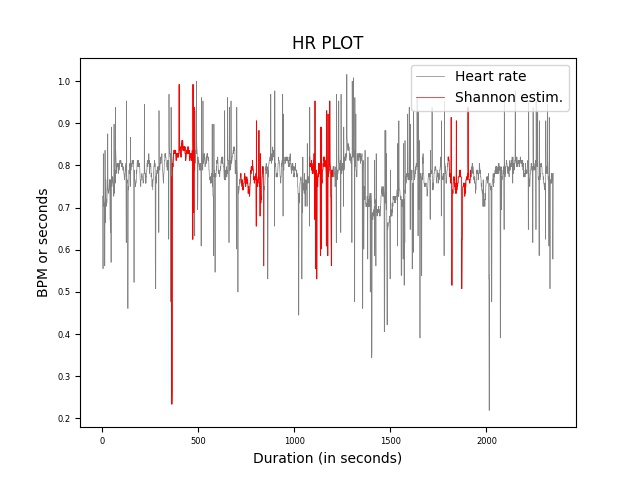 HR PLOT
Heart rate
Shannon estim.
BPM or seconds
1.0
0.9
0.8
0.7
0.6
0.5
0.4
0.3
0.2
0
500
1000
1500
2000
Duration (in seconds)